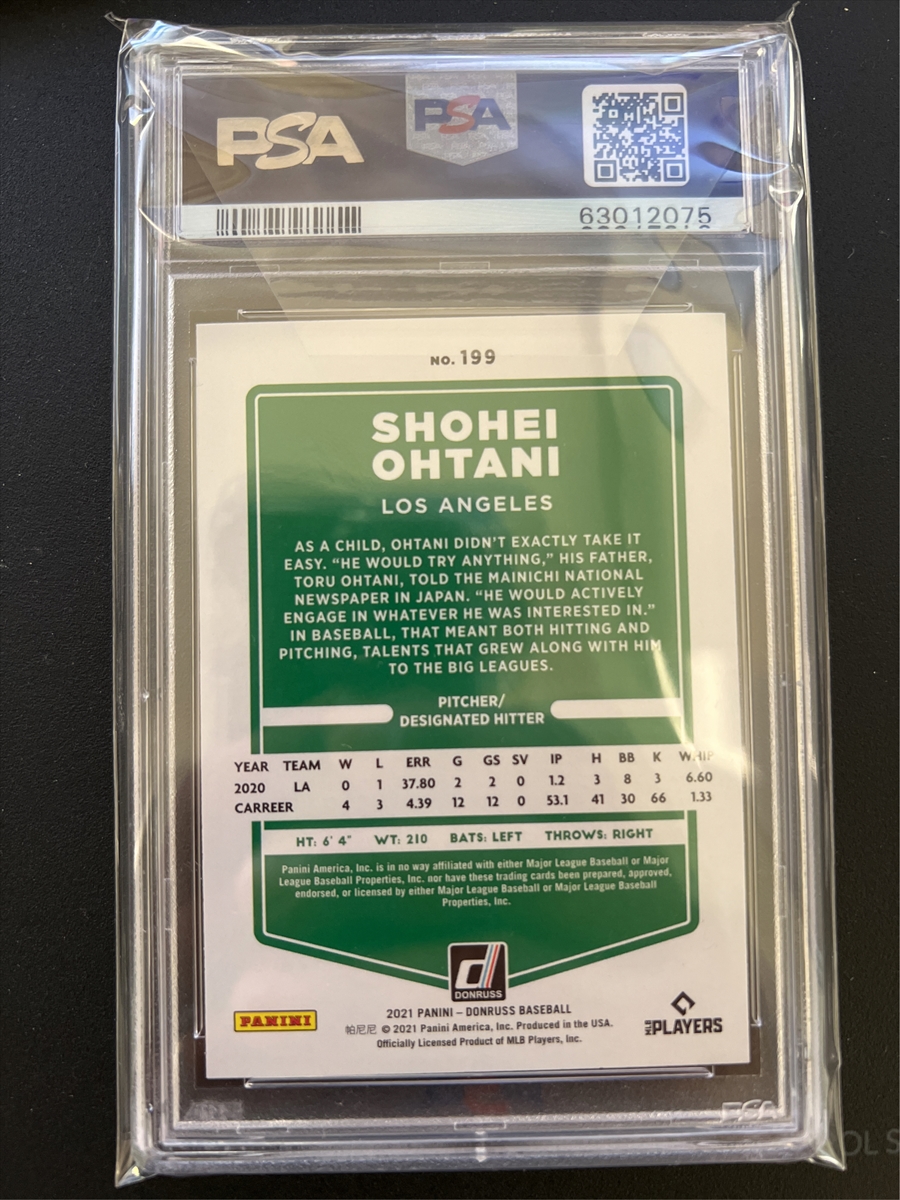 PSA
PSA
63012075
NO. 199
SHOHEI
OHTANI
LOS ANGELES
AS A CHILD, OHTANI DIDN'T EXACTLY TAKE IT
EASY. "HE WOULD TRY ANYTHING," HIS FATHER,
TORU OHTANI, TOLD THE MAINICHI NATIONAL
NEWSPAPER IN JAPAN. "HE WOULD ACTIVELY
ENGAGE IN WHATEVER HE WAS INTERESTED IN."
IN BASEBALL, THAT MEANT BOTH HITTING AND
PITCHING, TALENTS THAT GREW ALONG WITH HIM
TO THE BIG LEAGUES.
PITCHER/
DESIGNATED HITTER
YEAR TEAM W L ERR G GS SV IP H BB K WHIP
2020 LA 0 1 37.80 2 2 0 1.2 3 8 3 6.60
CARREER 4 3 4.39 12 12 0 53.1 41 30 66 1.33
HT: 6' 4" WT: 210 BATS: LEFT THROWS: RIGHT
Panini America, Inc. is in no way affiliated with either Major League Baseball or Major
League Baseball Properties, Inc. nor have these trading cards been prepared, approved,
endorsed, or licensed by either Major League Baseball or Major League Baseball
Properties, Inc.
d
DONRUSS
2021 PANINI – DONRUSS BASEBALL
帕尼尼 © 2021 Panini America, Inc. Produced in the USA.
Officially Licensed Product of MLB Players, Inc.
PANINI
MLB PLAYERS
PSA